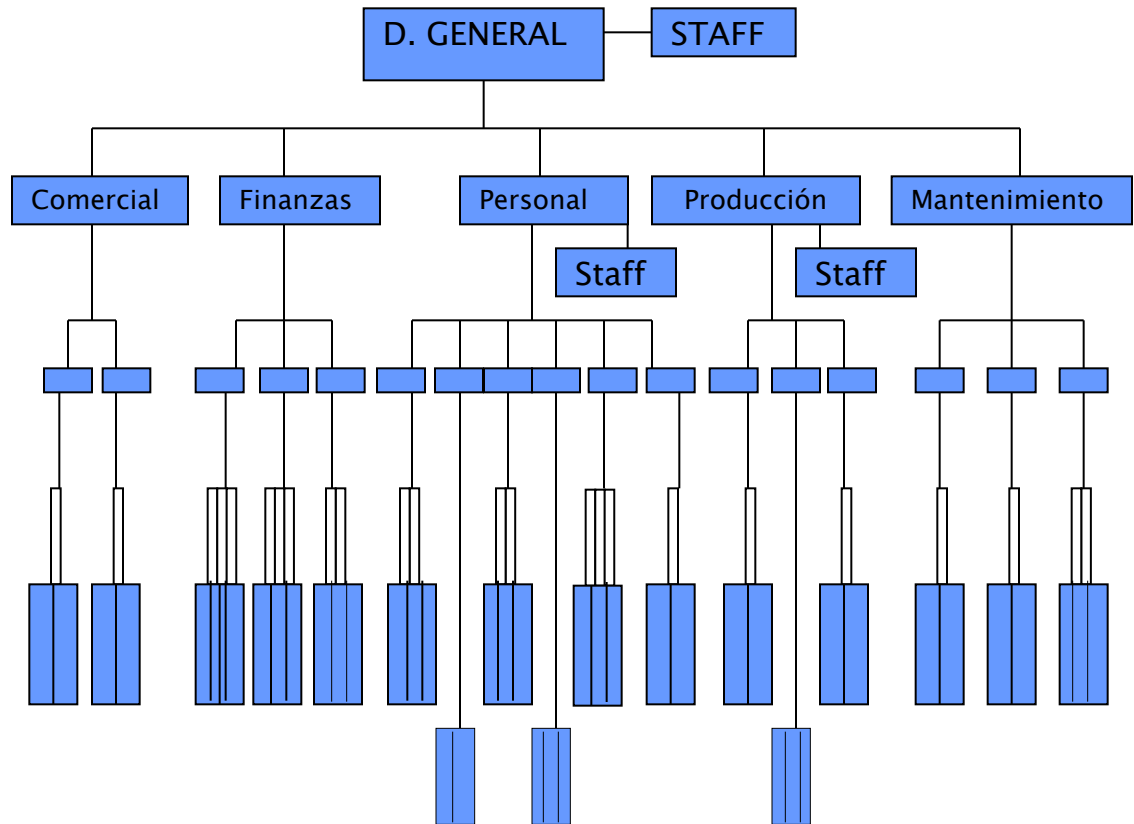 D. GENERAL
STAFF
Comercial
Finanzas
Personal
Producción
Mantenimiento
Staff
Staff